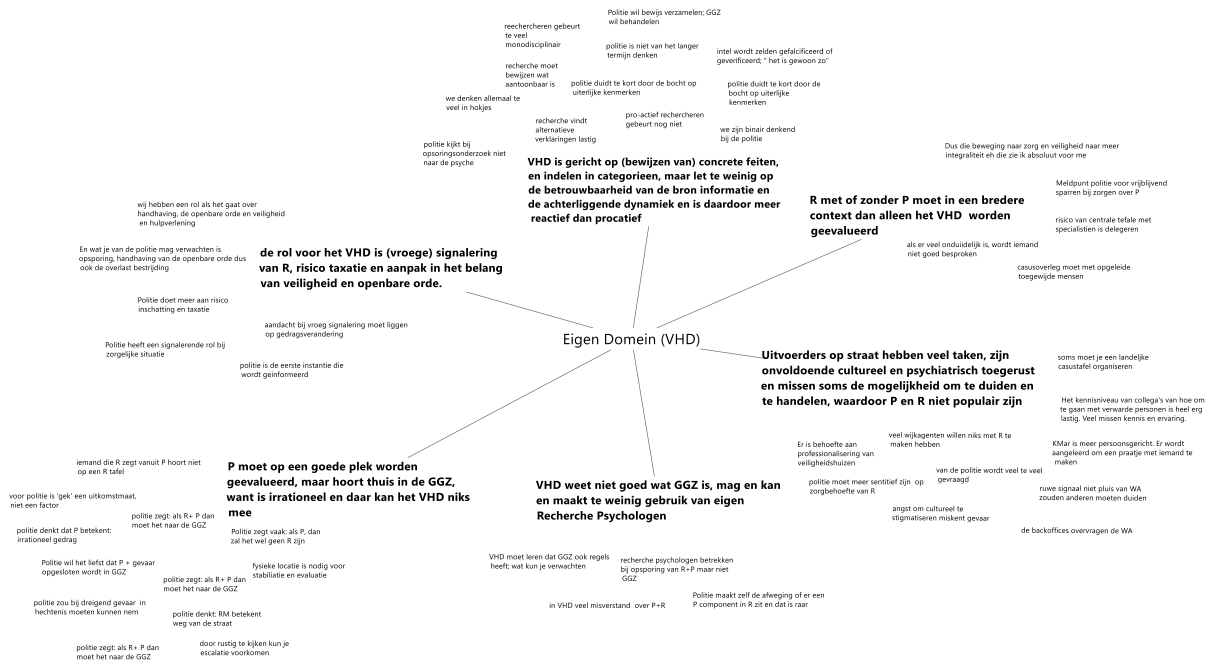 Politie wil bewijs verzamelen; GGZ
wil behandelen
reechercheren gebeurt
te veel
monodisciplinair
politie is niet van het langer
termijn denken
intel wordt zelden gefalcificeerd of
geverificeerd; " het is gewoon zo"
recherche moet
bewijzen wat
aantoonbaar is
politie duidt te kort door de bocht op
uiterlijke kenmerken
politie duidt te kort door de
bocht op uiterlijke
kenmerken
we denken allemaal te
veel in hokjes
recherche vindt
alternatieve
verklaringen lastig
pro-actief rechercheren
gebeurt nog niet
we zijn binair denkend
bij de politie
politie kijkt bij
opsoringsonderzoek niet
naar de psyche
VHD is gericht op (bewijzen van) concrete feiten,
en indelen in categorieen, maar let te weinig op
de betrouwbaarheid van de bron informatie en
de achterliggende dynamiek en is daardoor meer
reactief dan procatief
Dus die beweging naar zorg en veiligheid naar meer
integraliteit eh die zie ik absoluut voor me
Meldpunt politie voor vrijblijvend
sparren bij zorgen over P
R met of zonder P moet in een bredere
context dan alleen het VHD worden
geevalueerd
risico van centrale tefale met
specialistien is delegeren
als er veel onduiidelijk is, wordt iemand
niet goed besproken
casusoverleg moet met opgeleide
toegewijde mensen
wij hebben een rol als het gaat over
handhaving, de openbare orde en veiligheid
en hulpverlening
En wat je van de politie mag verwachten is
opsporing, handhaving van de openbare orde dus
ook de overlast bestrijding
de rol voor het VHD is (vroege) signalering
van R, risico taxatie en aanpak in het belang
van veiligheid en openbare orde.
Politie doet meer aan risico
inschatting en taxatie
aandacht bij vroeg signalering moet liggen
op gedragsverandering
Politie heeft een signalerende rol bij
zorgelijke situatie
politie is de eerste instantie die
wordt geinformeerd
Eigen Domein (VHD)
Uitvoerders op straat hebben veel taken, zijn
onvoldoende cultureel en psychiatrisch toegerust
en missen soms de mogelijkheid om te duiden en
te handelen, waardoor P en R niet populair zijn
soms moet je een landeljke
casustafel organiseren
Het kennisniveau van collega's van hoe om
te gaan met verwarde personen is heel erg
lastig. Veel missen kennis en ervaring.
veel wijkagenten willen niks met R te
maken hebben
Er is behoefte aan
professionalisering van
veiligheidshuizen
KMar is meer persoonsgericht. Er wordt
aangeleerd om een praatje met iemand te
maken
van de politie wordt veel te veel
gevraagd
politie moet meer sentitief zijn op
zorgbehoefte van R
ruwe signaal niet pluis van WA
zouden anderen moeten duiden
angst om cultureel te
stigmatiseren miskent gevaar
de backoffices overvragen de WA
P moet op een goede plek worden
geevalueerd, maar hoort thuis in de GGZ,
want is irrationeel en daar kan het VHD niks
mee
iemand die R zegt vanuit P hoort niet
op een R tafel
voor politie is 'gek' een uitkomstmaat,
niet een factor
politie zegt: als R+ P dan
moet het naar de GGZ
politie denkt dat P betekent:
irrationeel gedrag
Politie zegt vaak: als P, dan
zal het wel geen R zijn
Politie wil het liefst dat P + gevaar
opgesloten wordt in GGZ
fysieke locatie is nodig voor
stabiliatie en evaluatie
politie zegt: als R+ P dan
moet het naar de GGZ
politie zou bij dreigend gevaar in
hechtenis moeten kunnen nem
politie denkt: RM betekent
weg van de straat
politie zegt: als R+ P dan
moet het naar de GGZ
door rustig te kijken kun je
escalatie voorkomen
VHD weet niet goed wat GGZ is, mag en kan
en maakt te weinig gebruik van eigen
Recherche Psychologen
VHD moet leren dat GGZ ook regels
heeft; wat kun je verwachten
recherche psychologen betrekken
bij opsporing van R+P maar niet
GGZ
in VHD veel misverstand over P+R
Politie maakt zelf de afweging of er een
P component in R zit en dat is raar